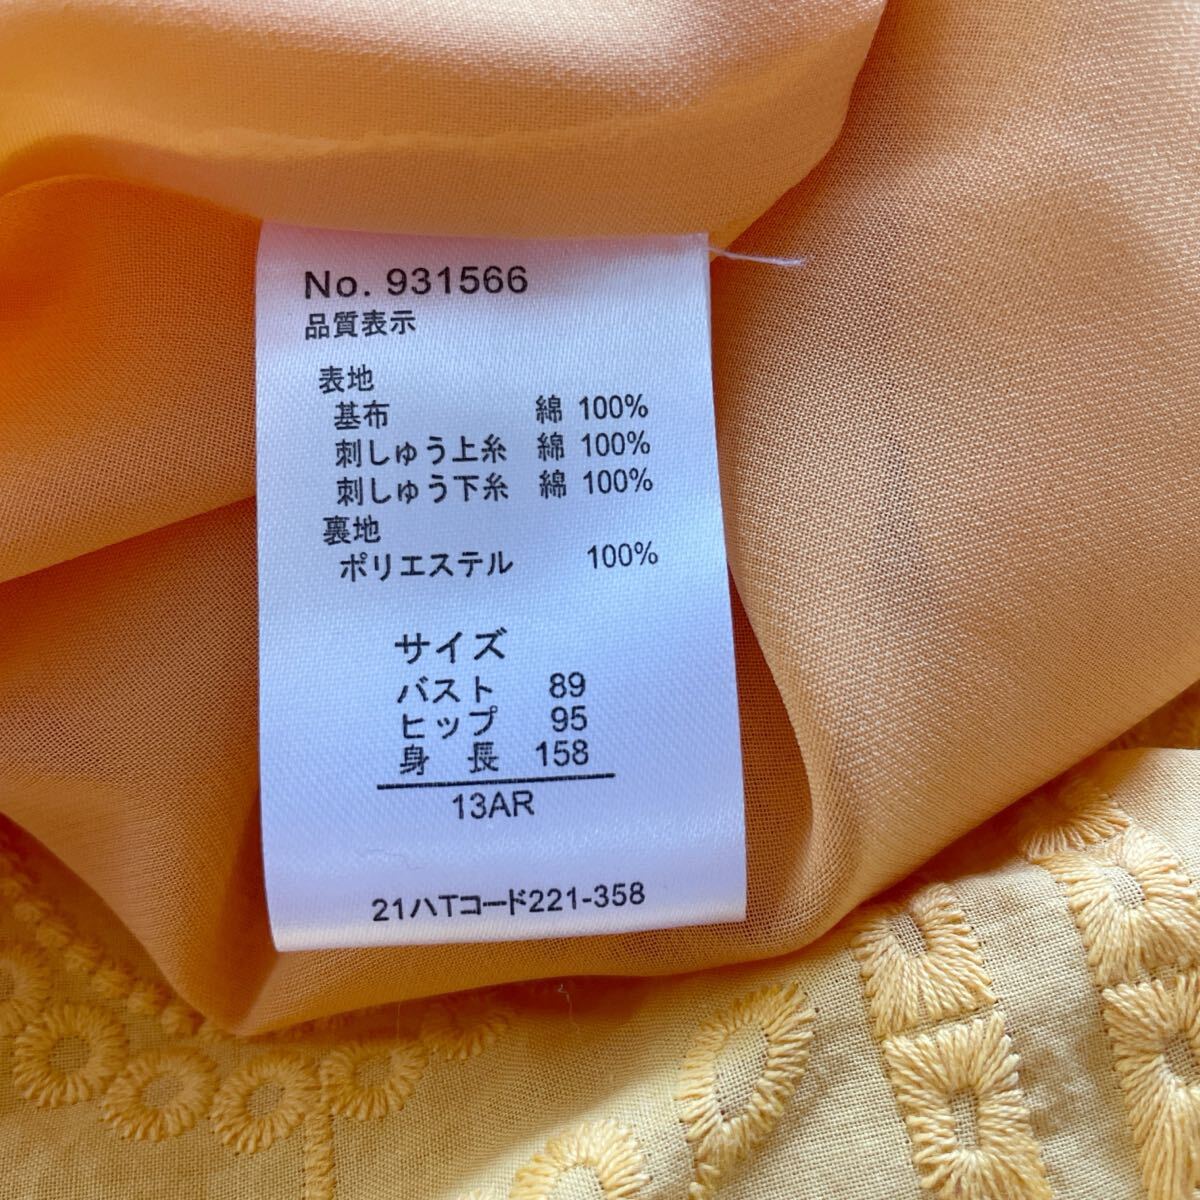 No. 931566
品質表示
表地
基布 綿 100%
刺しゅう上糸 綿 100%
刺しゅう下糸 綿 100%
裏地
ポリエステル 100%
サイズ
バスト 89
ヒップ 95
身 長 158
13AR
21ハTコード221-358